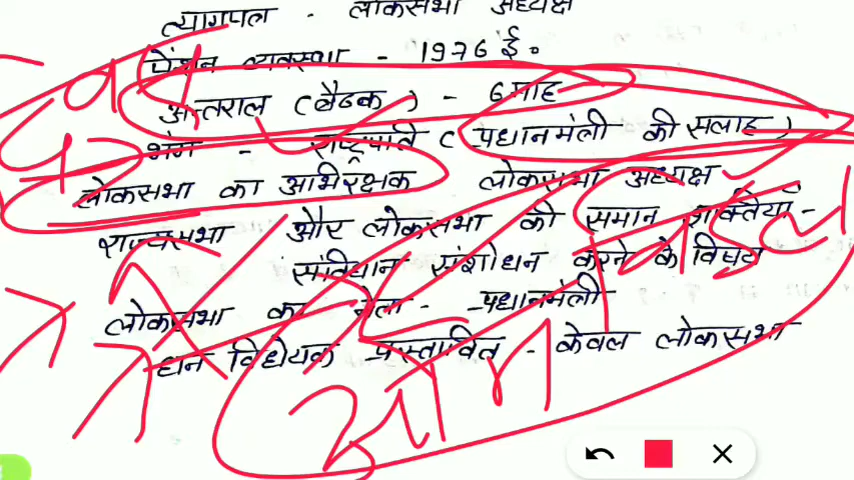 त्यागपत्र - लोकसभा अध्यक्ष
पेंशन व्यवस्था - 1976 ई०
अन्तराल (बैठक) - 6 माह
भंग - राष्ट्रपति (प्रधानमंत्री की सलाह)
लोकसभा का अभिरक्षक लोकसभा अध्यक्ष
राज्यसभा और लोकसभा की समान शक्तियाँ -
संविधान संशोधन करने के विषय
लोकसभा का नेता - प्रधानमंत्री
धन विधेयक प्रस्तावित - केवल लोकसभा